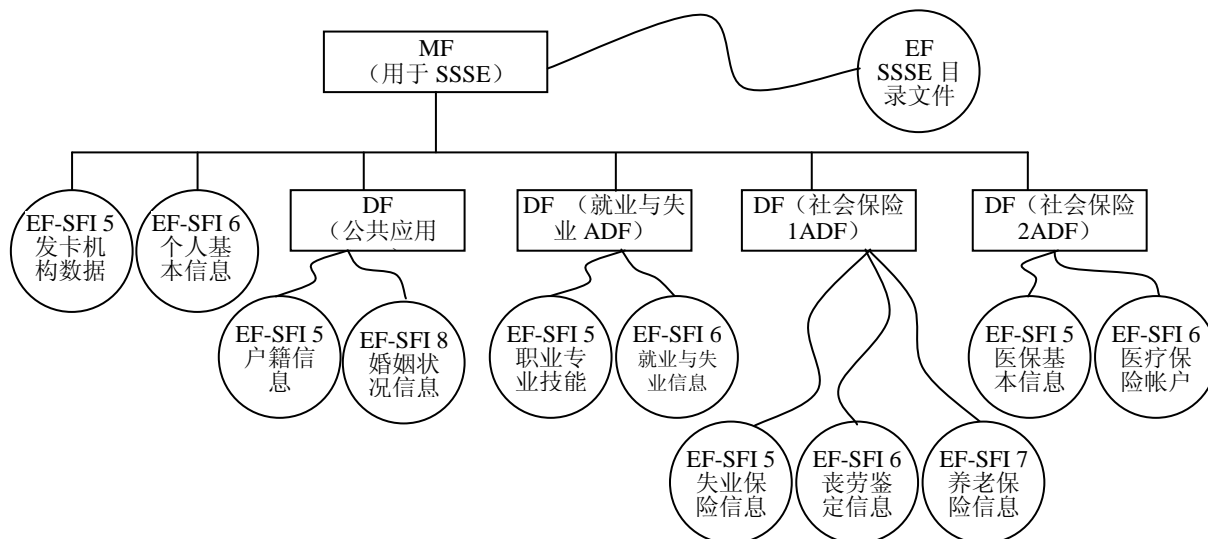 MF
（用于 SSSE）
EF
SSSE 目
录文件
EF-SFI 5
发卡机
构数据
EF-SFI 6
个人基
本信息
DF
（公共应用
）
DF （就业与失
业 ADF）
DF（社会保险
1ADF）
DF（社会保险
2ADF）
EF-SFI 5
户籍信
息
EF-SFI 8
婚姻状
况信息
EF-SFI 5
职业专
业技能
EF-SFI 6
就业与失
业信息
EF-SFI 5
医保基
本信息
EF-SFI 6
医疗保
险帐户
EF-SFI 5
失业保
险信息
EF-SFI 6
丧劳鉴
定信息
EF-SFI 7
养老保
险信息